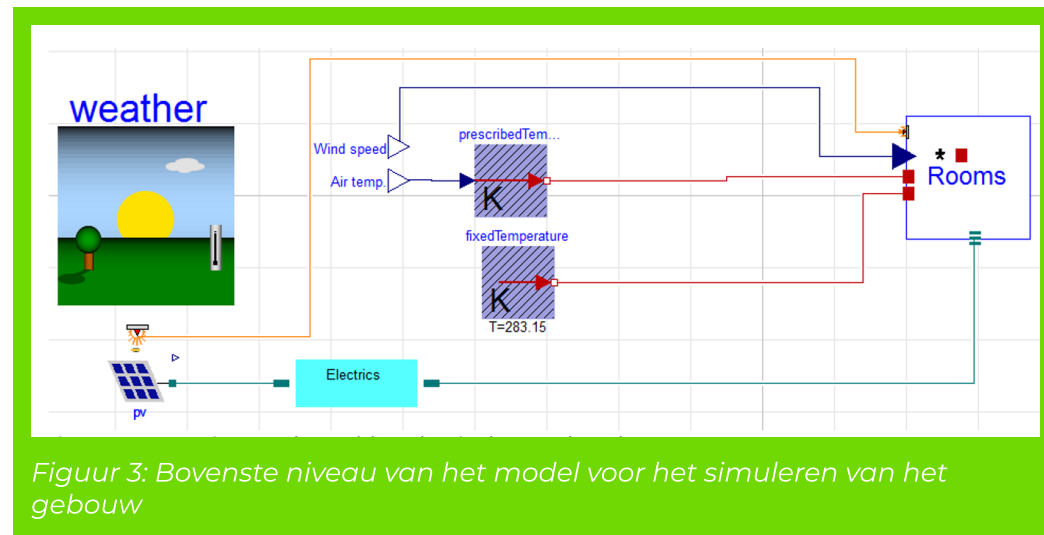 weather
Wind speed
Air temp.
prescribedTem...
K
fixedTemperature
K
T=283.15
* Rooms
pv
Electrics
Figuur 3: Bovenste niveau van het model voor het simuleren van het
gebouw